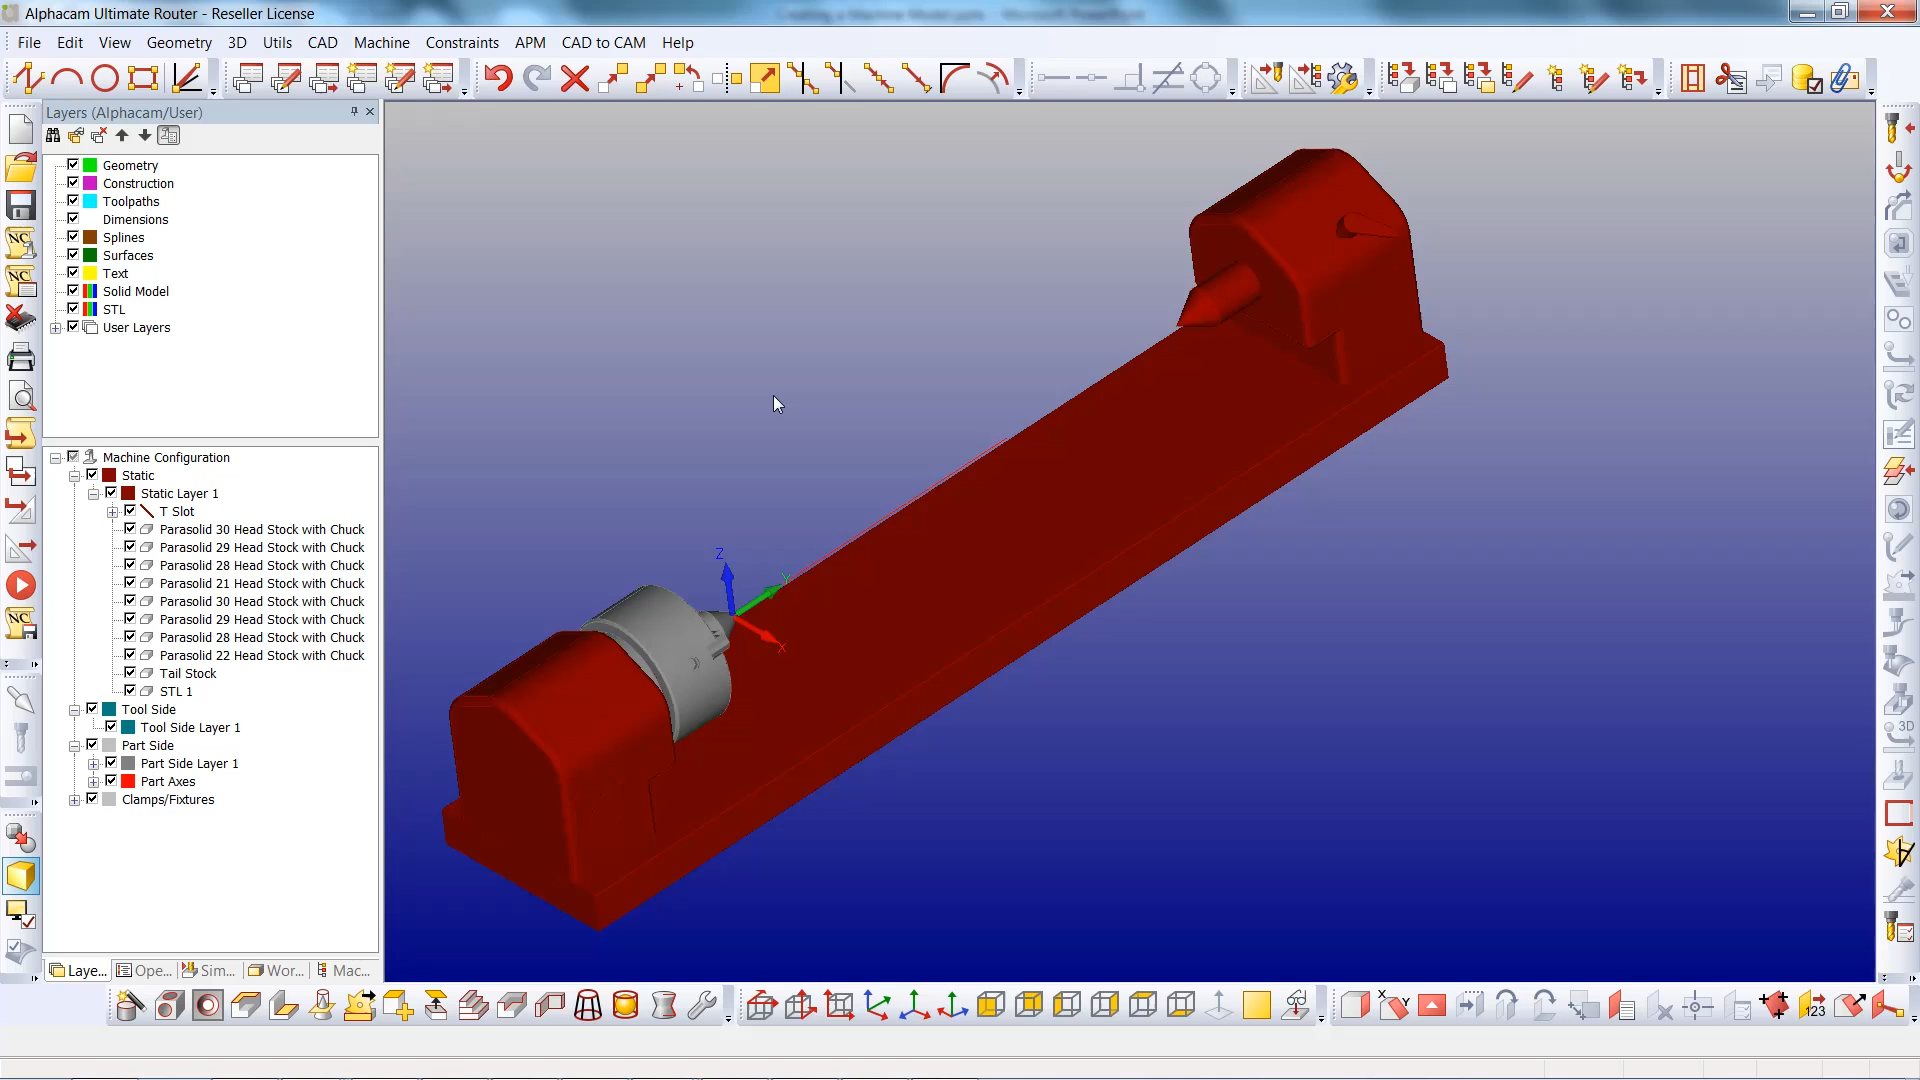 Alphacam Ultimate Router - Reseller License
File Edit View Geometry 3D Utils CAD Machine Constraints APM CAD to CAM Help
Layers (Alphacam/User)
Geometry
Construction
Toolpaths
Dimensions
Splines
Surfaces
Text
Solid Model
STL
User Layers
Machine Configuration
Static
Static Layer 1
T Slot
Parasolid 30 Head Stock with Chuck
Parasolid 29 Head Stock with Chuck
Parasolid 28 Head Stock with Chuck
Parasolid 21 Head Stock with Chuck
Parasolid 30 Head Stock with Chuck
Parasolid 29 Head Stock with Chuck
Parasolid 28 Head Stock with Chuck
Parasolid 22 Head Stock with Chuck
Tail Stock
STL 1
Tool Side
Tool Side Layer 1
Part Side
Part Side Layer 1
Part Axes
Clamps/Fixtures
Laye... Ope... Sim... Wor... Mac...
Z
Y
X
NC
NC
NC
3D
X
Y
123